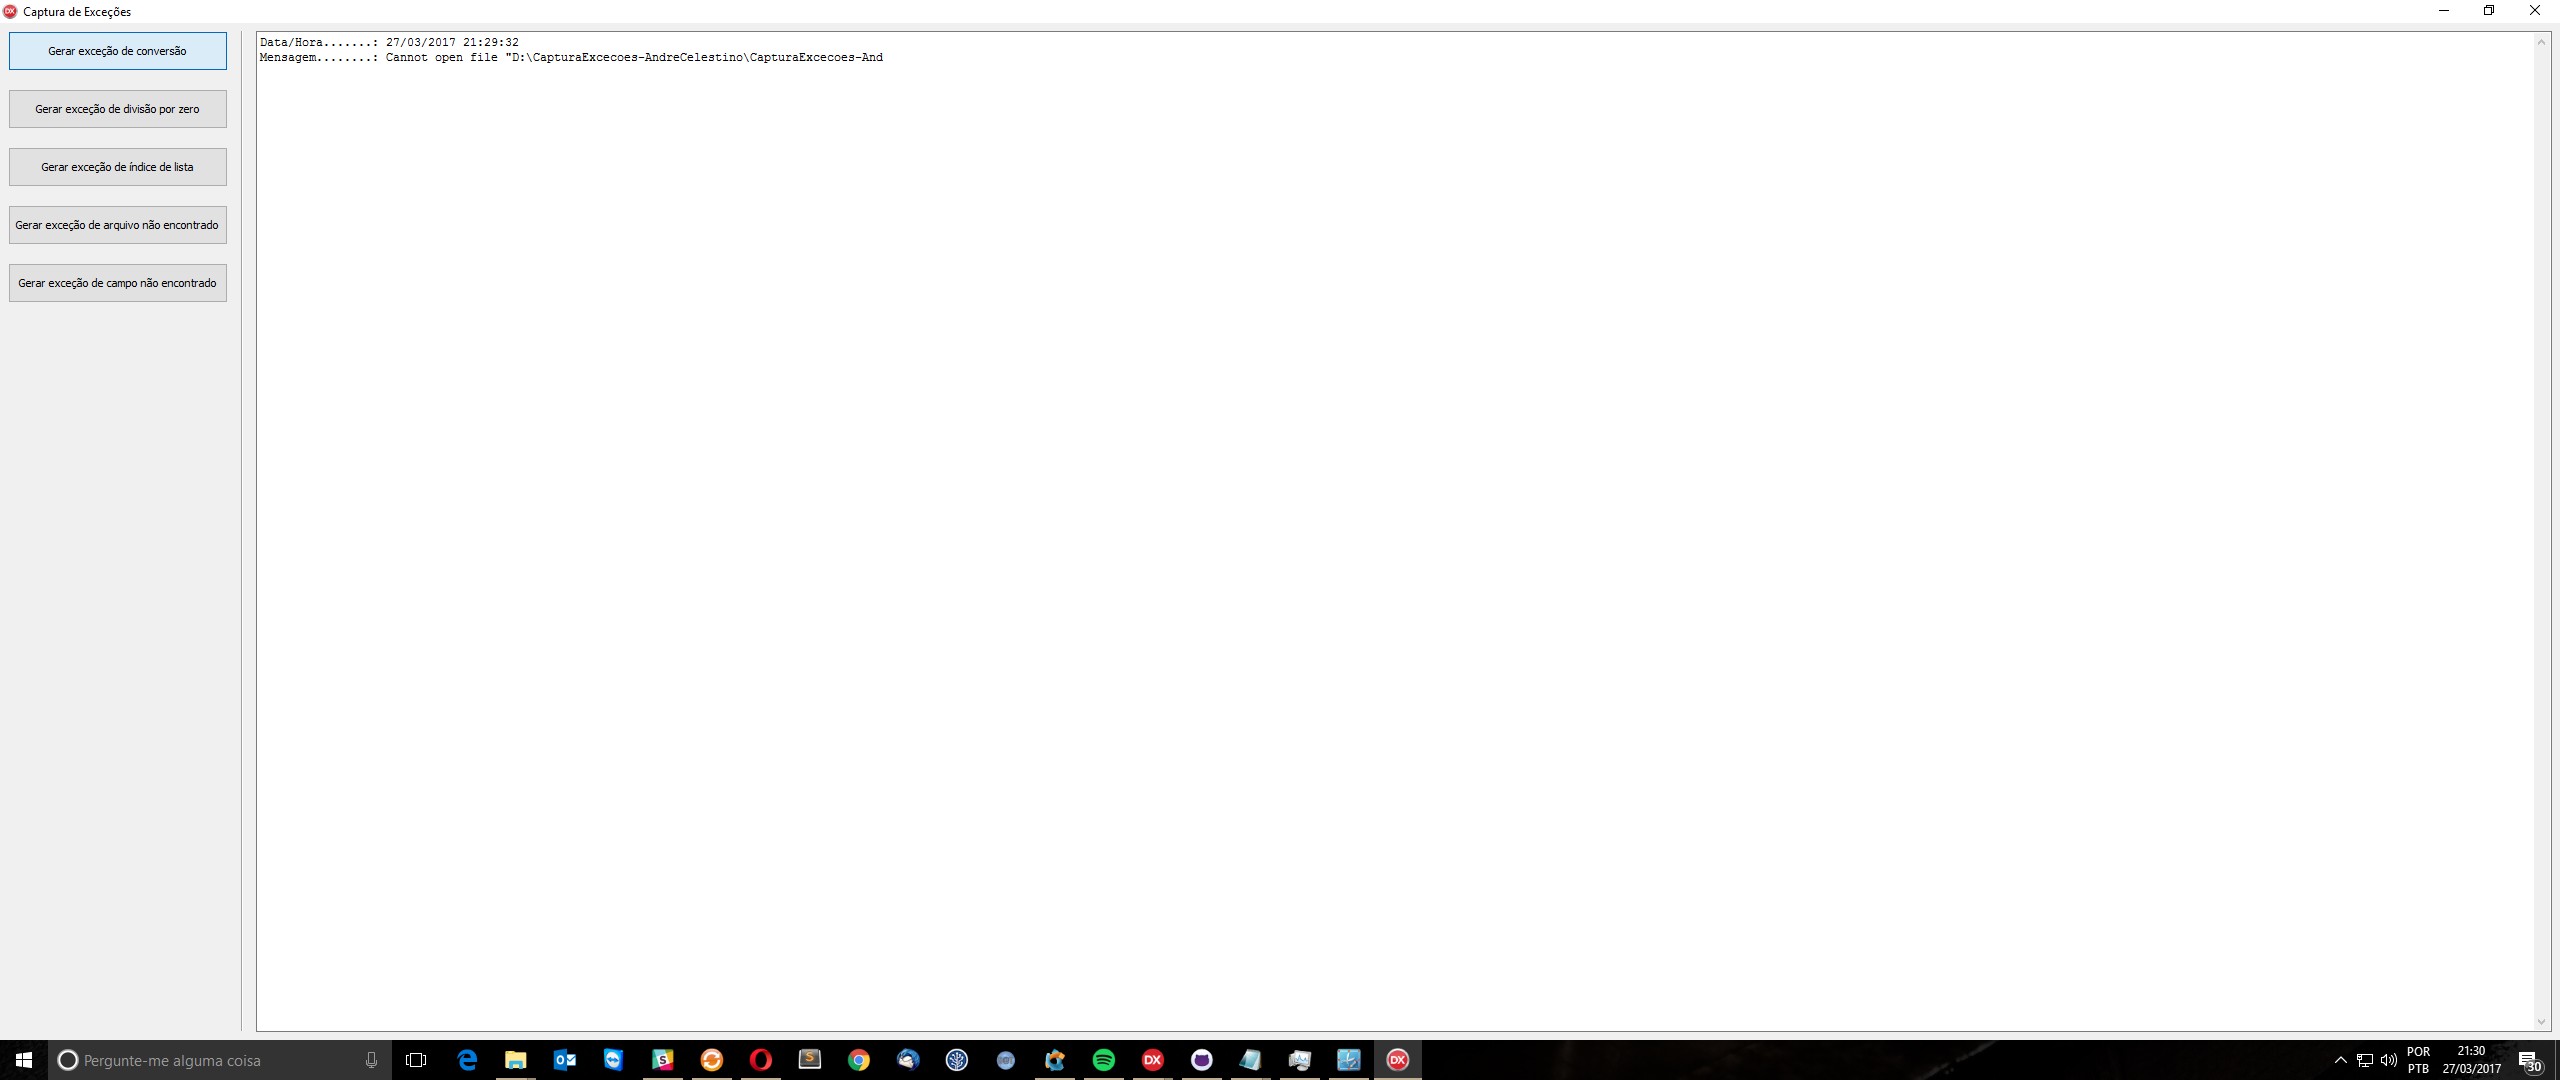 Captura de Exceções
Gerar exceção de conversão
Gerar exceção de divisão por zero
Gerar exceção de índice de lista
Gerar exceção de arquivo não encontrado
Gerar exceção de campo não encontrado
Data/Hora.......: 27/03/2017 21:29:32
Mensagem........: Cannot open file "D:\CapturaExcecoes-AndreCelestino\CapturaExcecoes-And
Pergunte-me alguma coisa
POR
PTB
21:30
27/03/2017
30